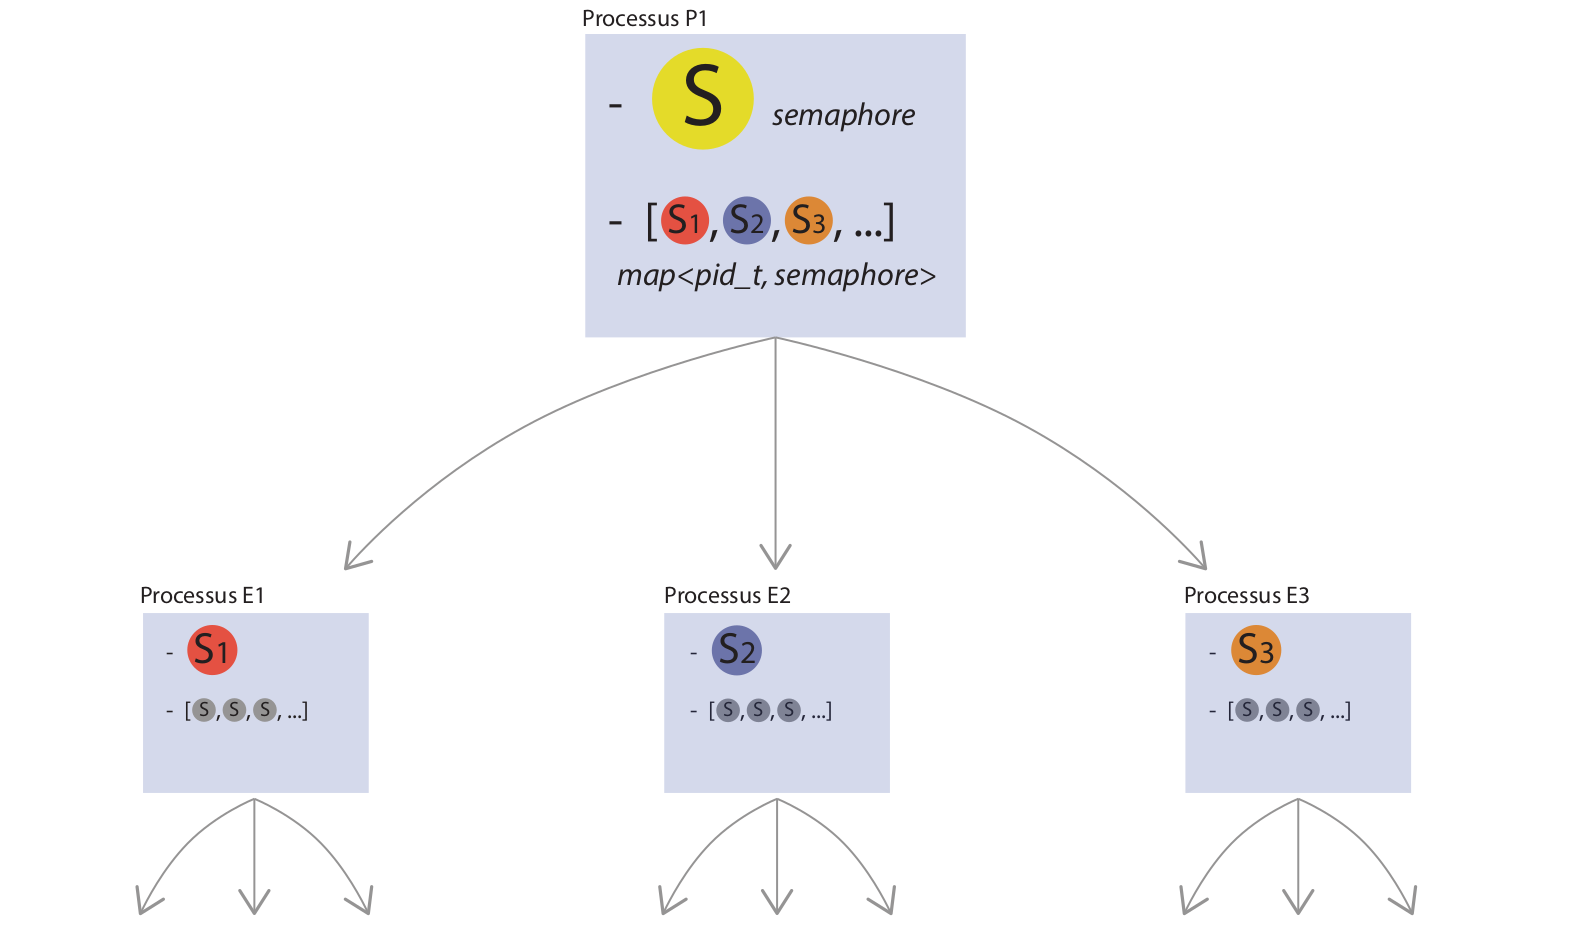 Processus P1
- S semaphore
- [S1, S2, S3, ...]
map<pid_t, semaphore>
Processus E1
- S1
- [S, S, S, ...]
Processus E2
- S2
- [S, S, S, ...]
Processus E3
- S3
- [S, S, S, ...]